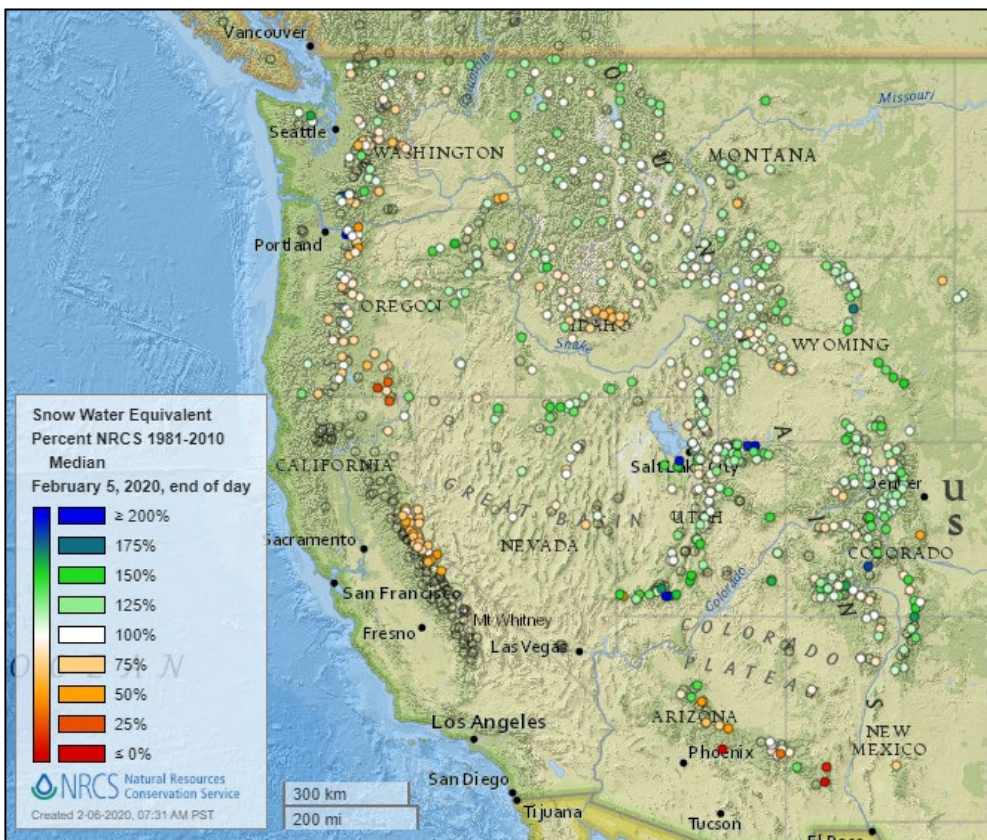 Vancouver
Columbia
Missouri
Seattle
WASHINGTON
MONTANA
Portland
OREGON
IDAHO
Snake
WYOMING
Snow Water Equivalent
Percent NRCS 1981-2010
Median
February 5, 2020, end of day
≥ 200%
175%
150%
125%
100%
75%
50%
25%
≤ 0%
NRCS Natural Resources
Conservation Service
Created 2-06-2020, 07:31 AM PST
CALIFORNIA
Salt Lake City
Denver
U
S
GREAT BASIN
UTAH
NEVADA
Sacramento
COLORADO
San Francisco
Colorado
Mt Whitney
Fresno
Las Vegas
COLORADO
PLATEAU
ARIZONA
Los Angeles
Phoenix
NEW
MEXICO
San Diego
Tijuana
Tucson
300 km
200 mi